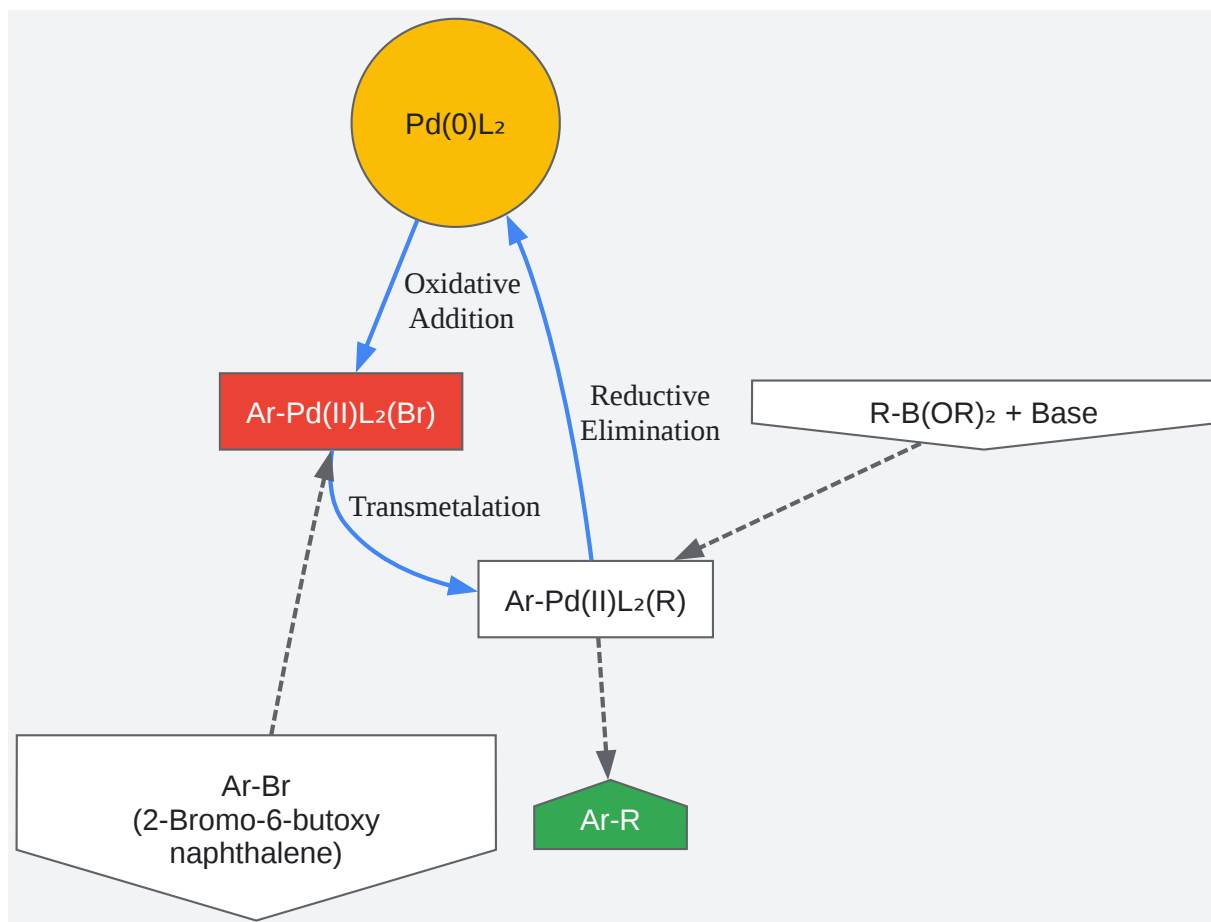 Pd(0)L₂
Oxidative
Addition
Ar-Pd(II)L₂(Br)
Reductive
Elimination
R-B(OR)₂ + Base
Transmetalation
Ar-Pd(II)L₂(R)
Ar-Br
(2-Bromo-6-butoxy
naphthalene)
Ar-R